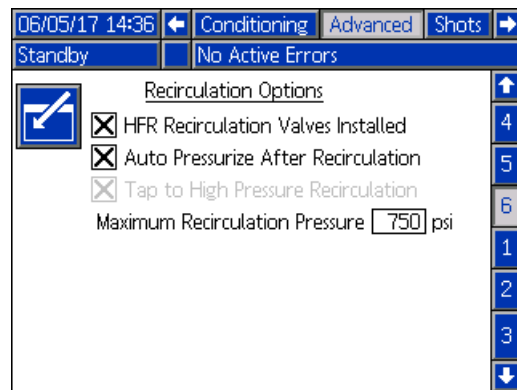 06/05/17 14:36 Conditioning Advanced Shots
Standby No Active Errors
Recirculation Options
HFR Recirculation Valves Installed
Auto Pressurize After Recirculation
Tap to High Pressure Recirculation
Maximum Recirculation Pressure 750 psi
4
5
6
1
2
3